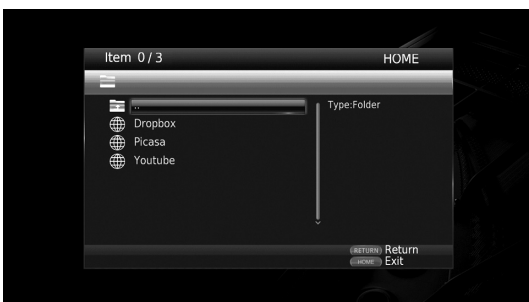 Item 0/3 HOME
..
Type:Folder
Dropbox
Picasa
Youtube
RETURN Return
HOME Exit